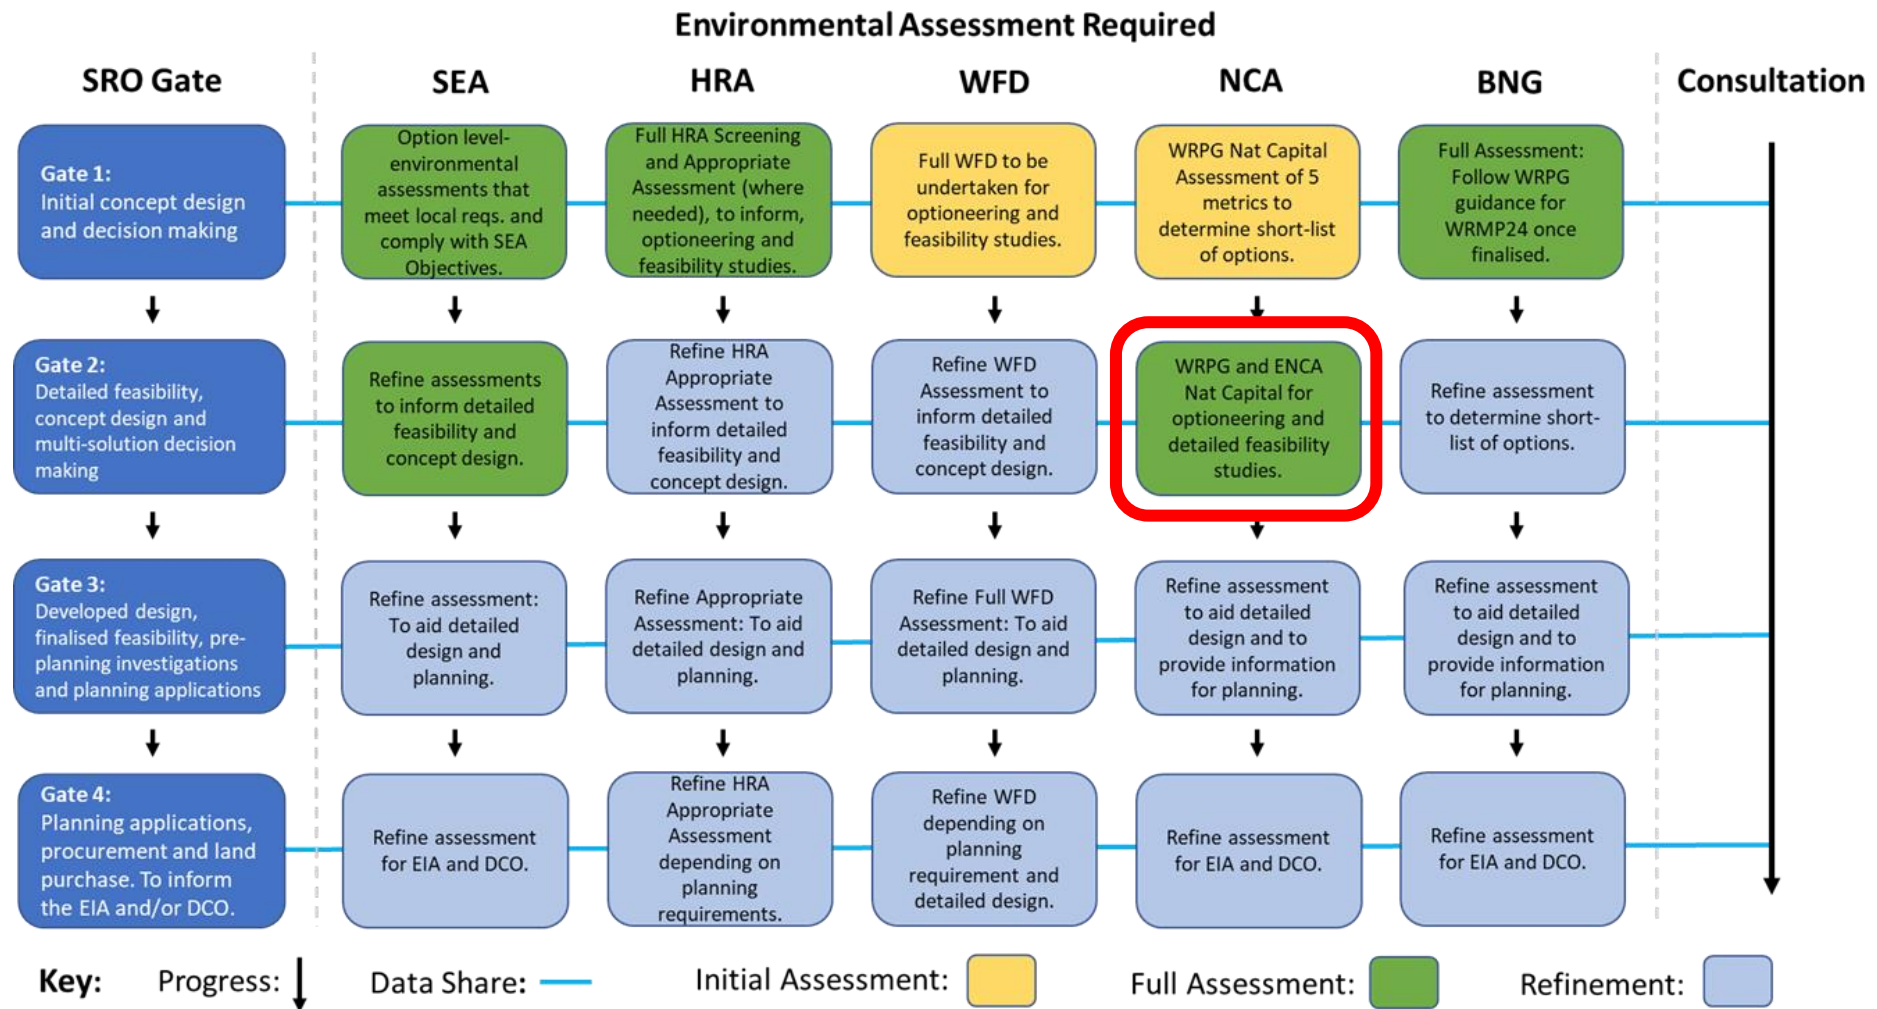 Environmental Assessment Required
SRO Gate
SEA
HRA
WFD
NCA
BNG
Consultation
Gate 1:
Initial concept design
and decision making
Option level-
environmental
assessments that
meet local reqs. and
comply with SEA
Objectives.
Full HRA Screening
and Appropriate
Assessment (where
needed), to inform,
optioneering and
feasibility studies.
Full WFD to be
undertaken for
optioneering and
feasibility studies.
WRPG Nat Capital
Assessment of 5
metrics to
determine short-list
of options.
Full Assessment:
Follow WRPG
guidance for
WRMP24 once
finalised.
Gate 2:
Detailed feasibility,
concept design and
multi-solution decision
making
Refine assessments
to inform detailed
feasibility and
concept design.
Refine HRA
Appropriate
Assessment to
inform detailed
feasibility and
concept design.
Refine WFD
Assessment to
inform detailed
feasibility and
concept design.
WRPG and ENCA
Nat Capital for
optioneering and
detailed feasibility
studies.
Refine assessment
to determine short-
list of options.
Gate 3:
Developed design,
finalised feasibility, pre-
planning investigations
and planning applications
Refine assessment:
To aid detailed
design and
planning.
Refine Appropriate
Assessment: To aid
detailed design and
planning.
Refine Full WFD
Assessment: To aid
detailed design and
planning.
Refine assessment
to aid detailed
design and to
provide information
for planning.
Refine assessment
to aid detailed
design and to
provide information
for planning.
Gate 4:
Planning applications,
procurement and land
purchase. To inform
the EIA and/or DCO.
Refine assessment
for EIA and DCO.
Refine HRA
Appropriate
Assessment
depending on
planning
requirements.
Refine WFD
depending on
planning
requirement and
detailed design.
Refine assessment
for EIA and DCO.
Refine assessment
for EIA and DCO.
Key:
Progress:
Data Share:
Initial Assessment:
Full Assessment:
Refinement: